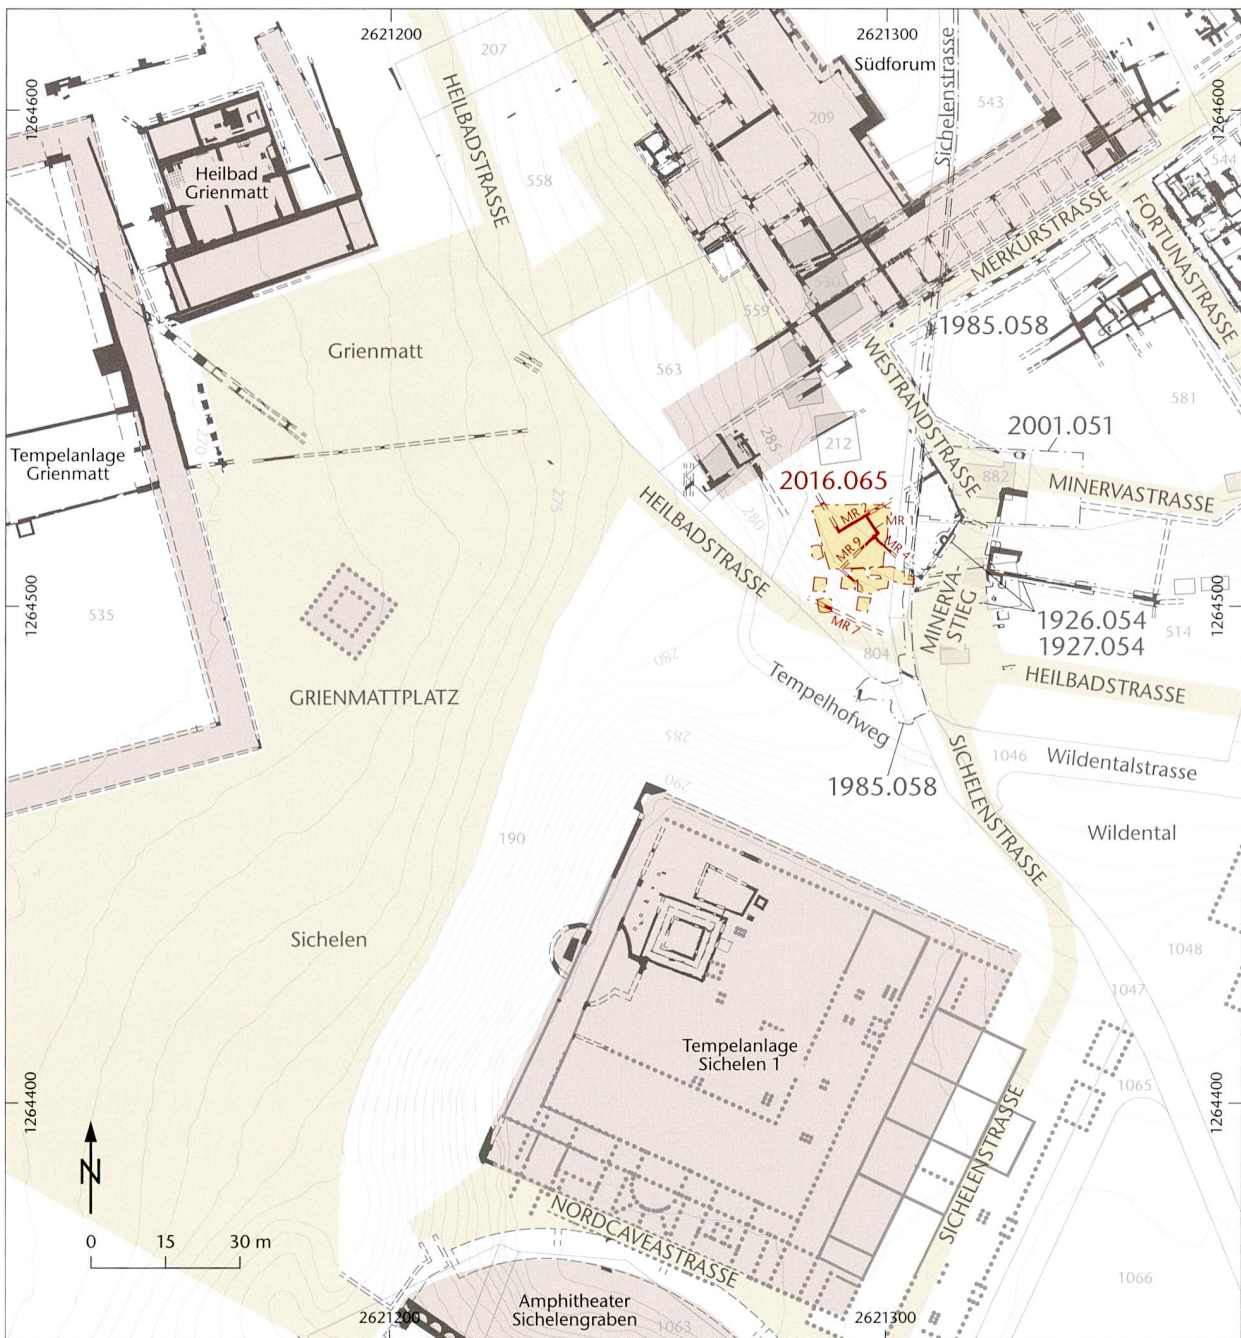 2621200
2621300
Südforum
1264600
1264600
207
543
209
544
558
HEILBADSTRASSE
Sichelenstrasse
Heilbad
Grienmatt
MERKURSTRASSE
FORTUNASTRASSE
530
559
1985.058
Grienmatt
563
WESTRANDSTRASSE
581
270
285
212
2001.051
Tempelanlage
Grienmatt
2016.065
882
MINERVASTRASSE
275
HEILBADSTRASSE
280
MR 2
MR 1
MR 9
MR 4
MR 7
1264500
1264500
535
MINERVA-
STIEG
1926.054
1927.054
514
280
804
Tempelhofweg
HEILBADSTRASSE
GRIENMATTPLATZ
285
290
1985.058
SICHELENSTRASSE
1046
Wildentalstrasse
190
Wildental
Sichelen
1048
1047
Tempelanlage
Sichelen 1
1065
1264400
1264400
N
SICHELENSTRASSE
NORDCAVEASTRASSE
0 15 30 m
1066
Amphitheater
Sichelengraben
1063
2621200
2621300